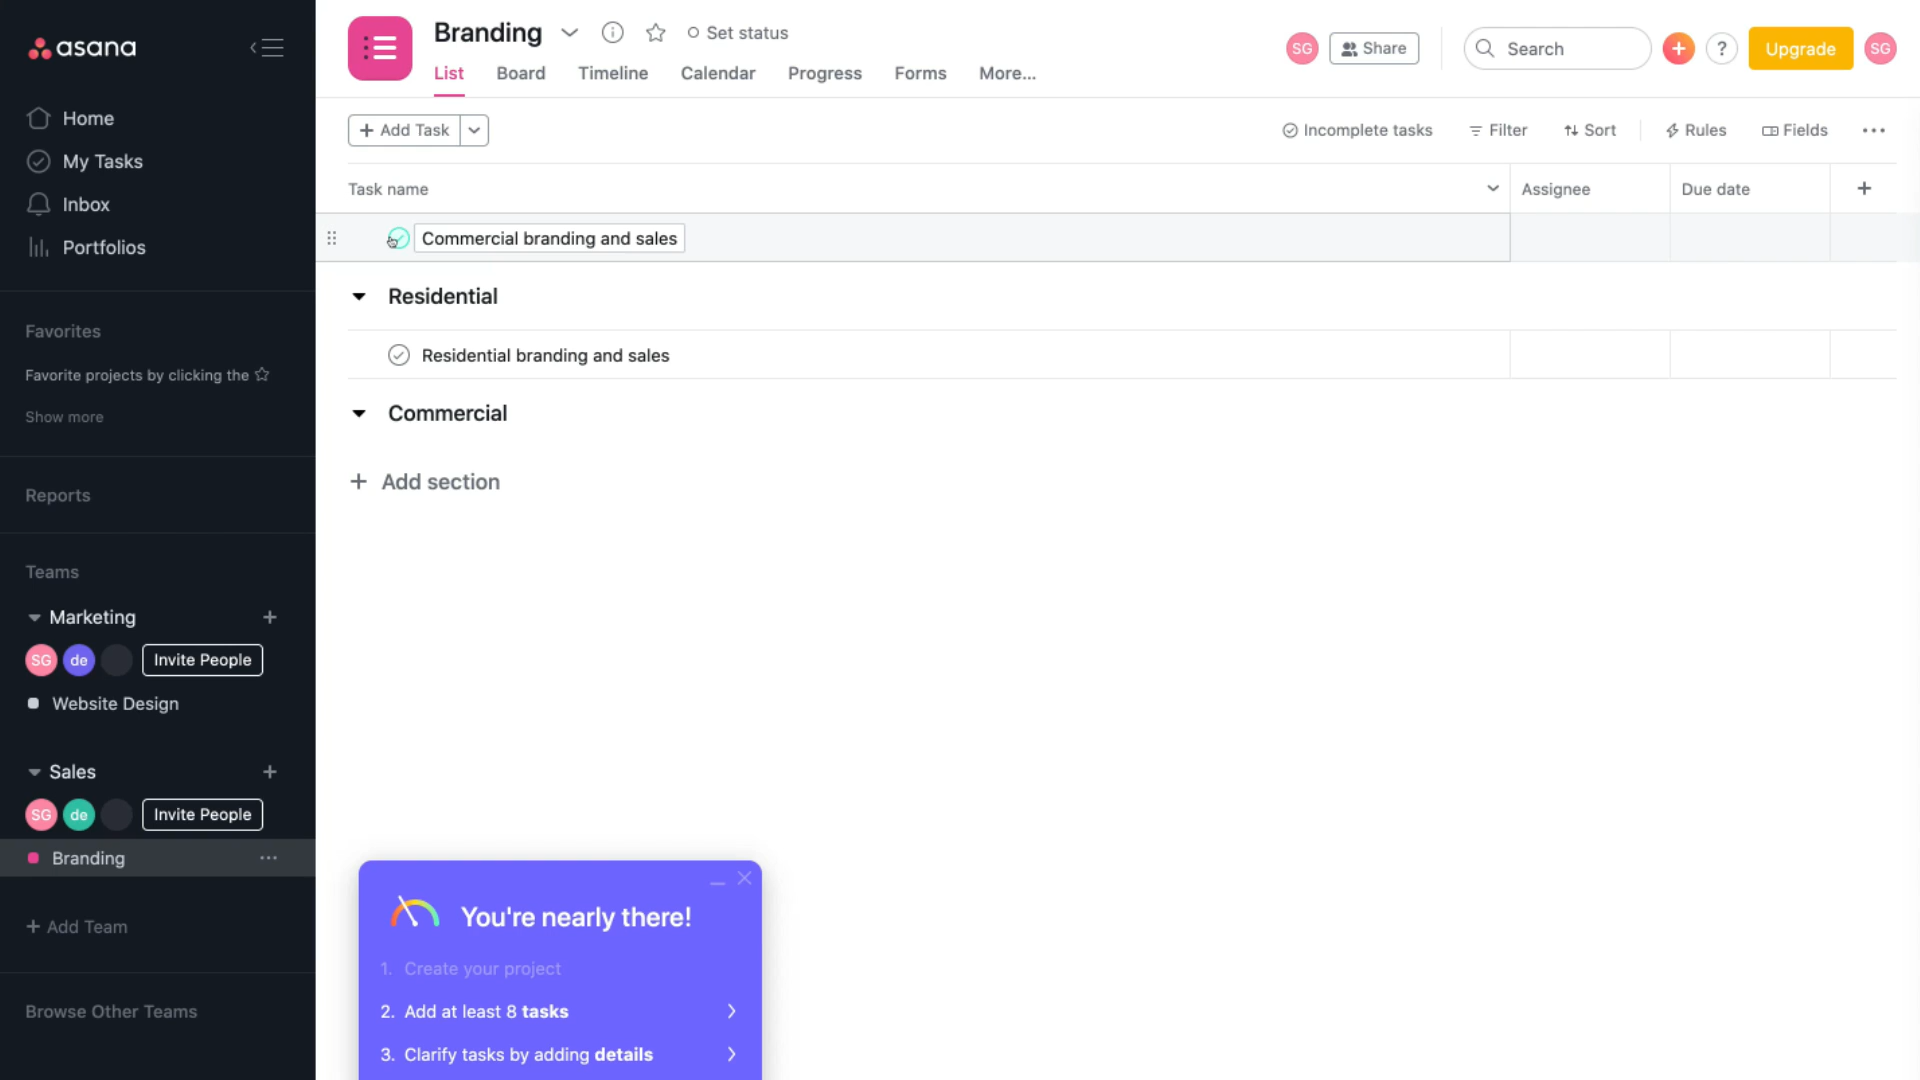 asana
Home
My Tasks
Inbox
Portfolios
Favorites
Favorite projects by clicking the
Show more
Reports
Teams
Marketing
SG de Invite People
Website Design
Sales
SG de Invite People
Branding
+ Add Team
Browse Other Teams
Branding
Set status
List Board Timeline Calendar Progress Forms More...
SG Share Search + ? Upgrade SG
+ Add Task
Incomplete tasks Filter Sort Rules Fields
Task name Assignee Due date +
Commercial branding and sales
Residential
Residential branding and sales
Commercial
+ Add section
You're nearly there!
1. Create your project
2. Add at least 8 tasks
3. Clarify tasks by adding details